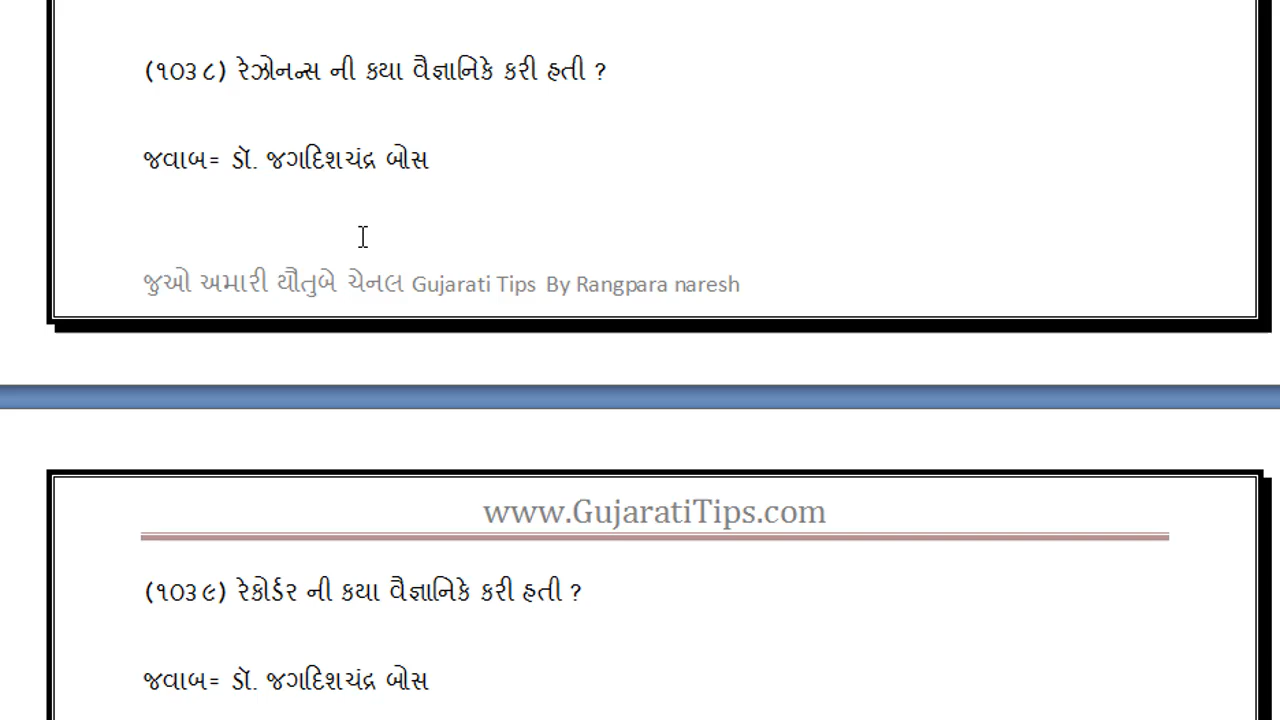 (૧૦૩૮) રેઝોનન્સ ની કયા વૈજ્ઞાનિકે કરી હતી ?
જવાબ= ડૉ. જગદિશચંદ્ર બોસ
જુઓ અમારી યૌતુબે ચેનલ Gujarati Tips By Rangpara naresh
www.GujaratiTips.com
(૧૦૩૯) રેકોર્ડર ની કયા વૈજ્ઞાનિકે કરી હતી ?
જવાબ= ડૉ. જગદિશચંદ્ર બોસ